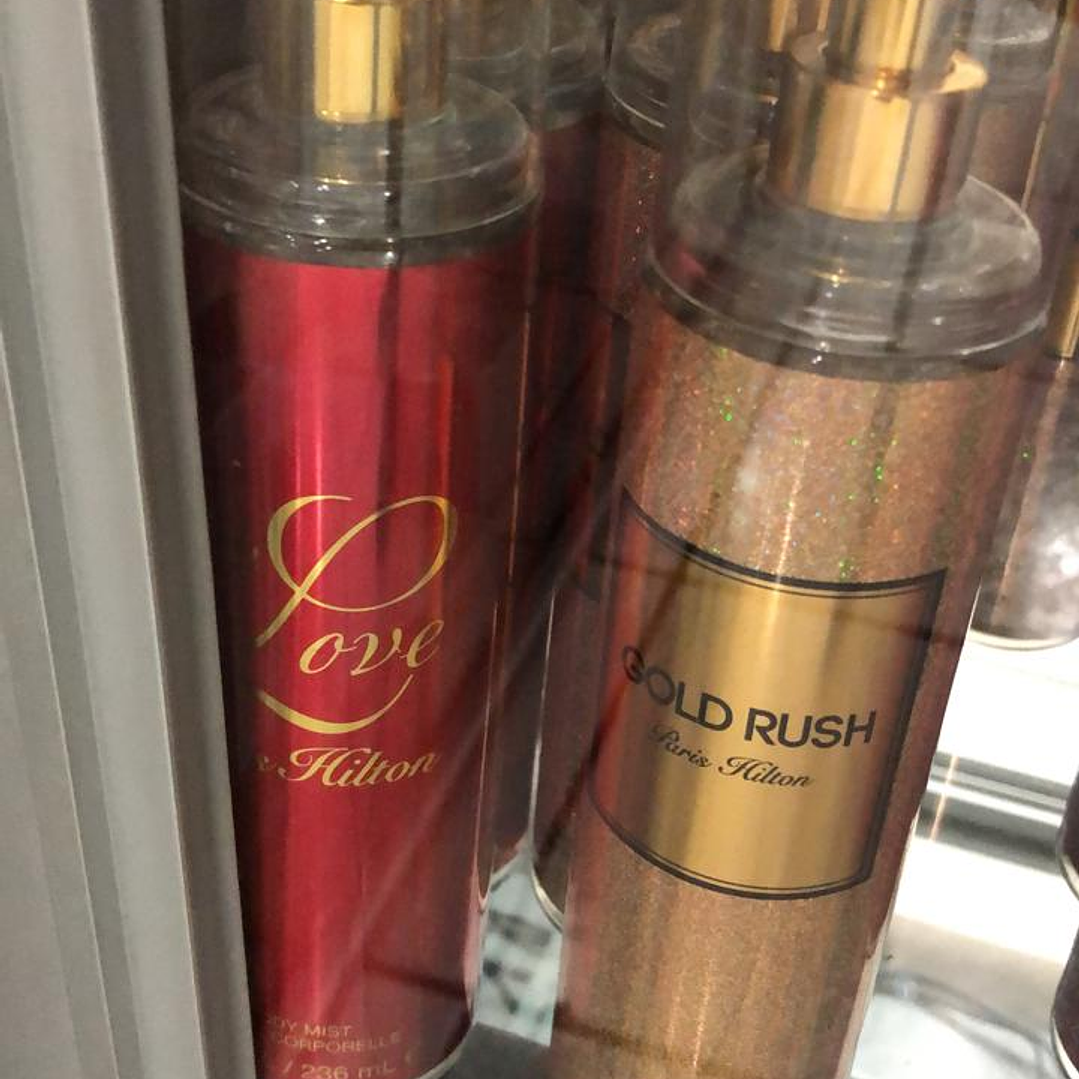 Love
Hilton
MIST
CORPORELLE
/ 236 mL
GOLD RUSH
Paris Hilton